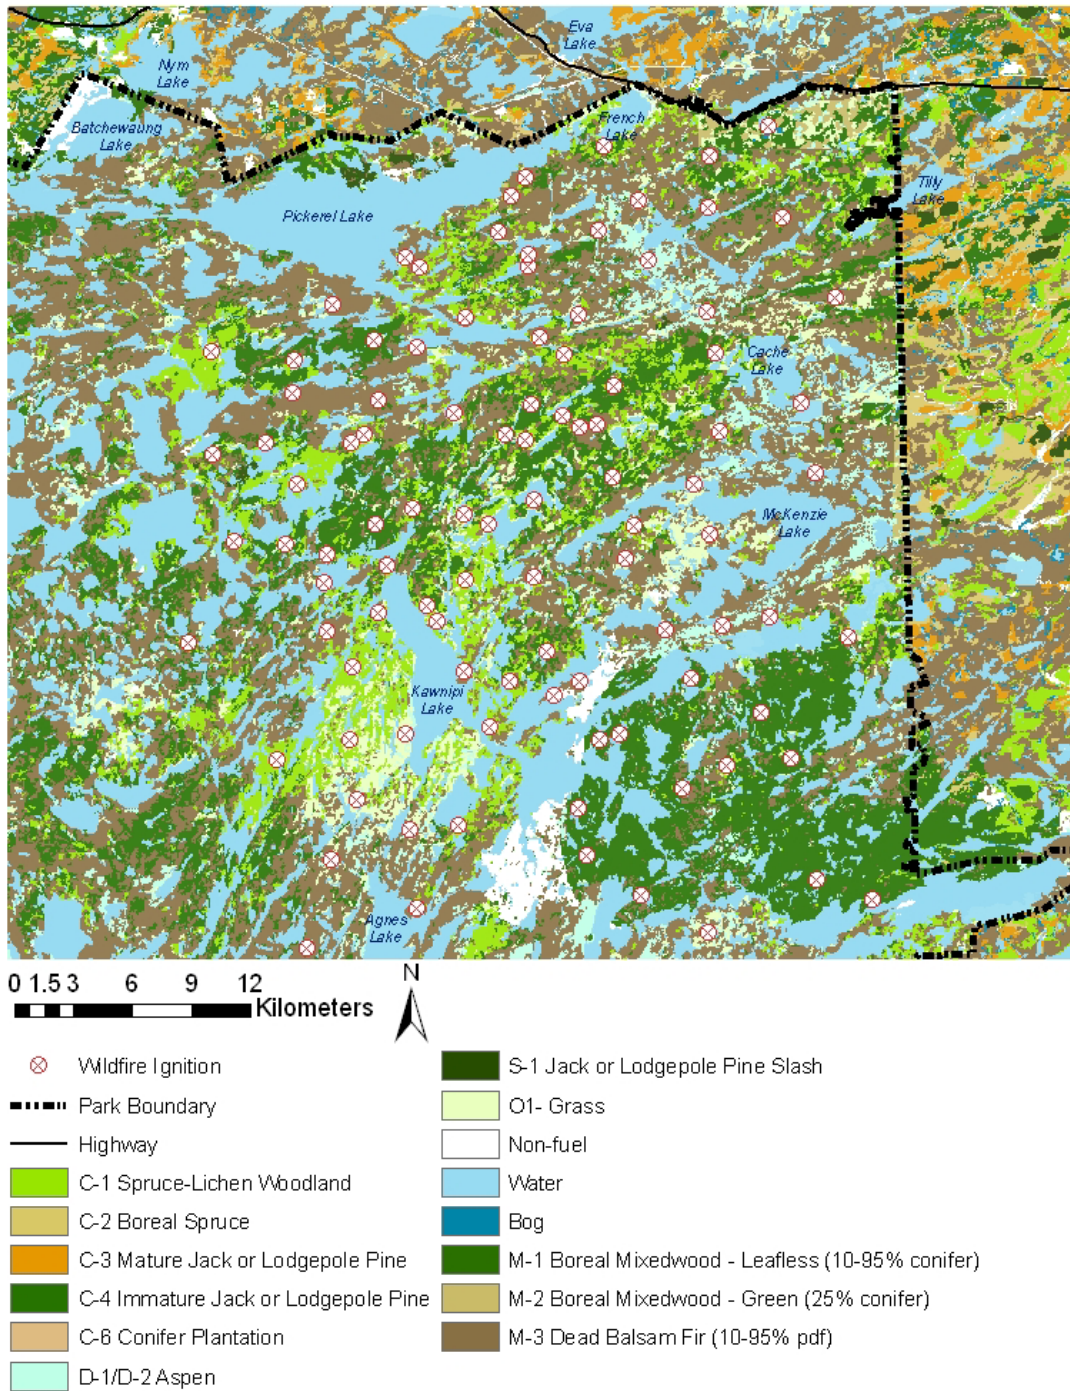 Eva
Lake
Nym
Lake
Batchewaung
Lake
French
Lake
Tilly
Lake
Pickerel Lake
Cache
Lake
McKenzie
Lake
Kawnipi
Lake
Agnes
Lake
0 1.5 3 6 9 12
Kilometers
N
Wildfire Ignition
Park Boundary
Highway
C-1 Spruce-Lichen Woodland
C-2 Boreal Spruce
C-3 Mature Jack or Lodgepole Pine
C-4 Immature Jack or Lodgepole Pine
C-6 Conifer Plantation
D-1/D-2 Aspen
S-1 Jack or Lodgepole Pine Slash
O1- Grass
Non-fuel
Water
Bog
M-1 Boreal Mixedwood - Leafless (10-95% conifer)
M-2 Boreal Mixedwood - Green (25% conifer)
M-3 Dead Balsam Fir (10-95% pdf)